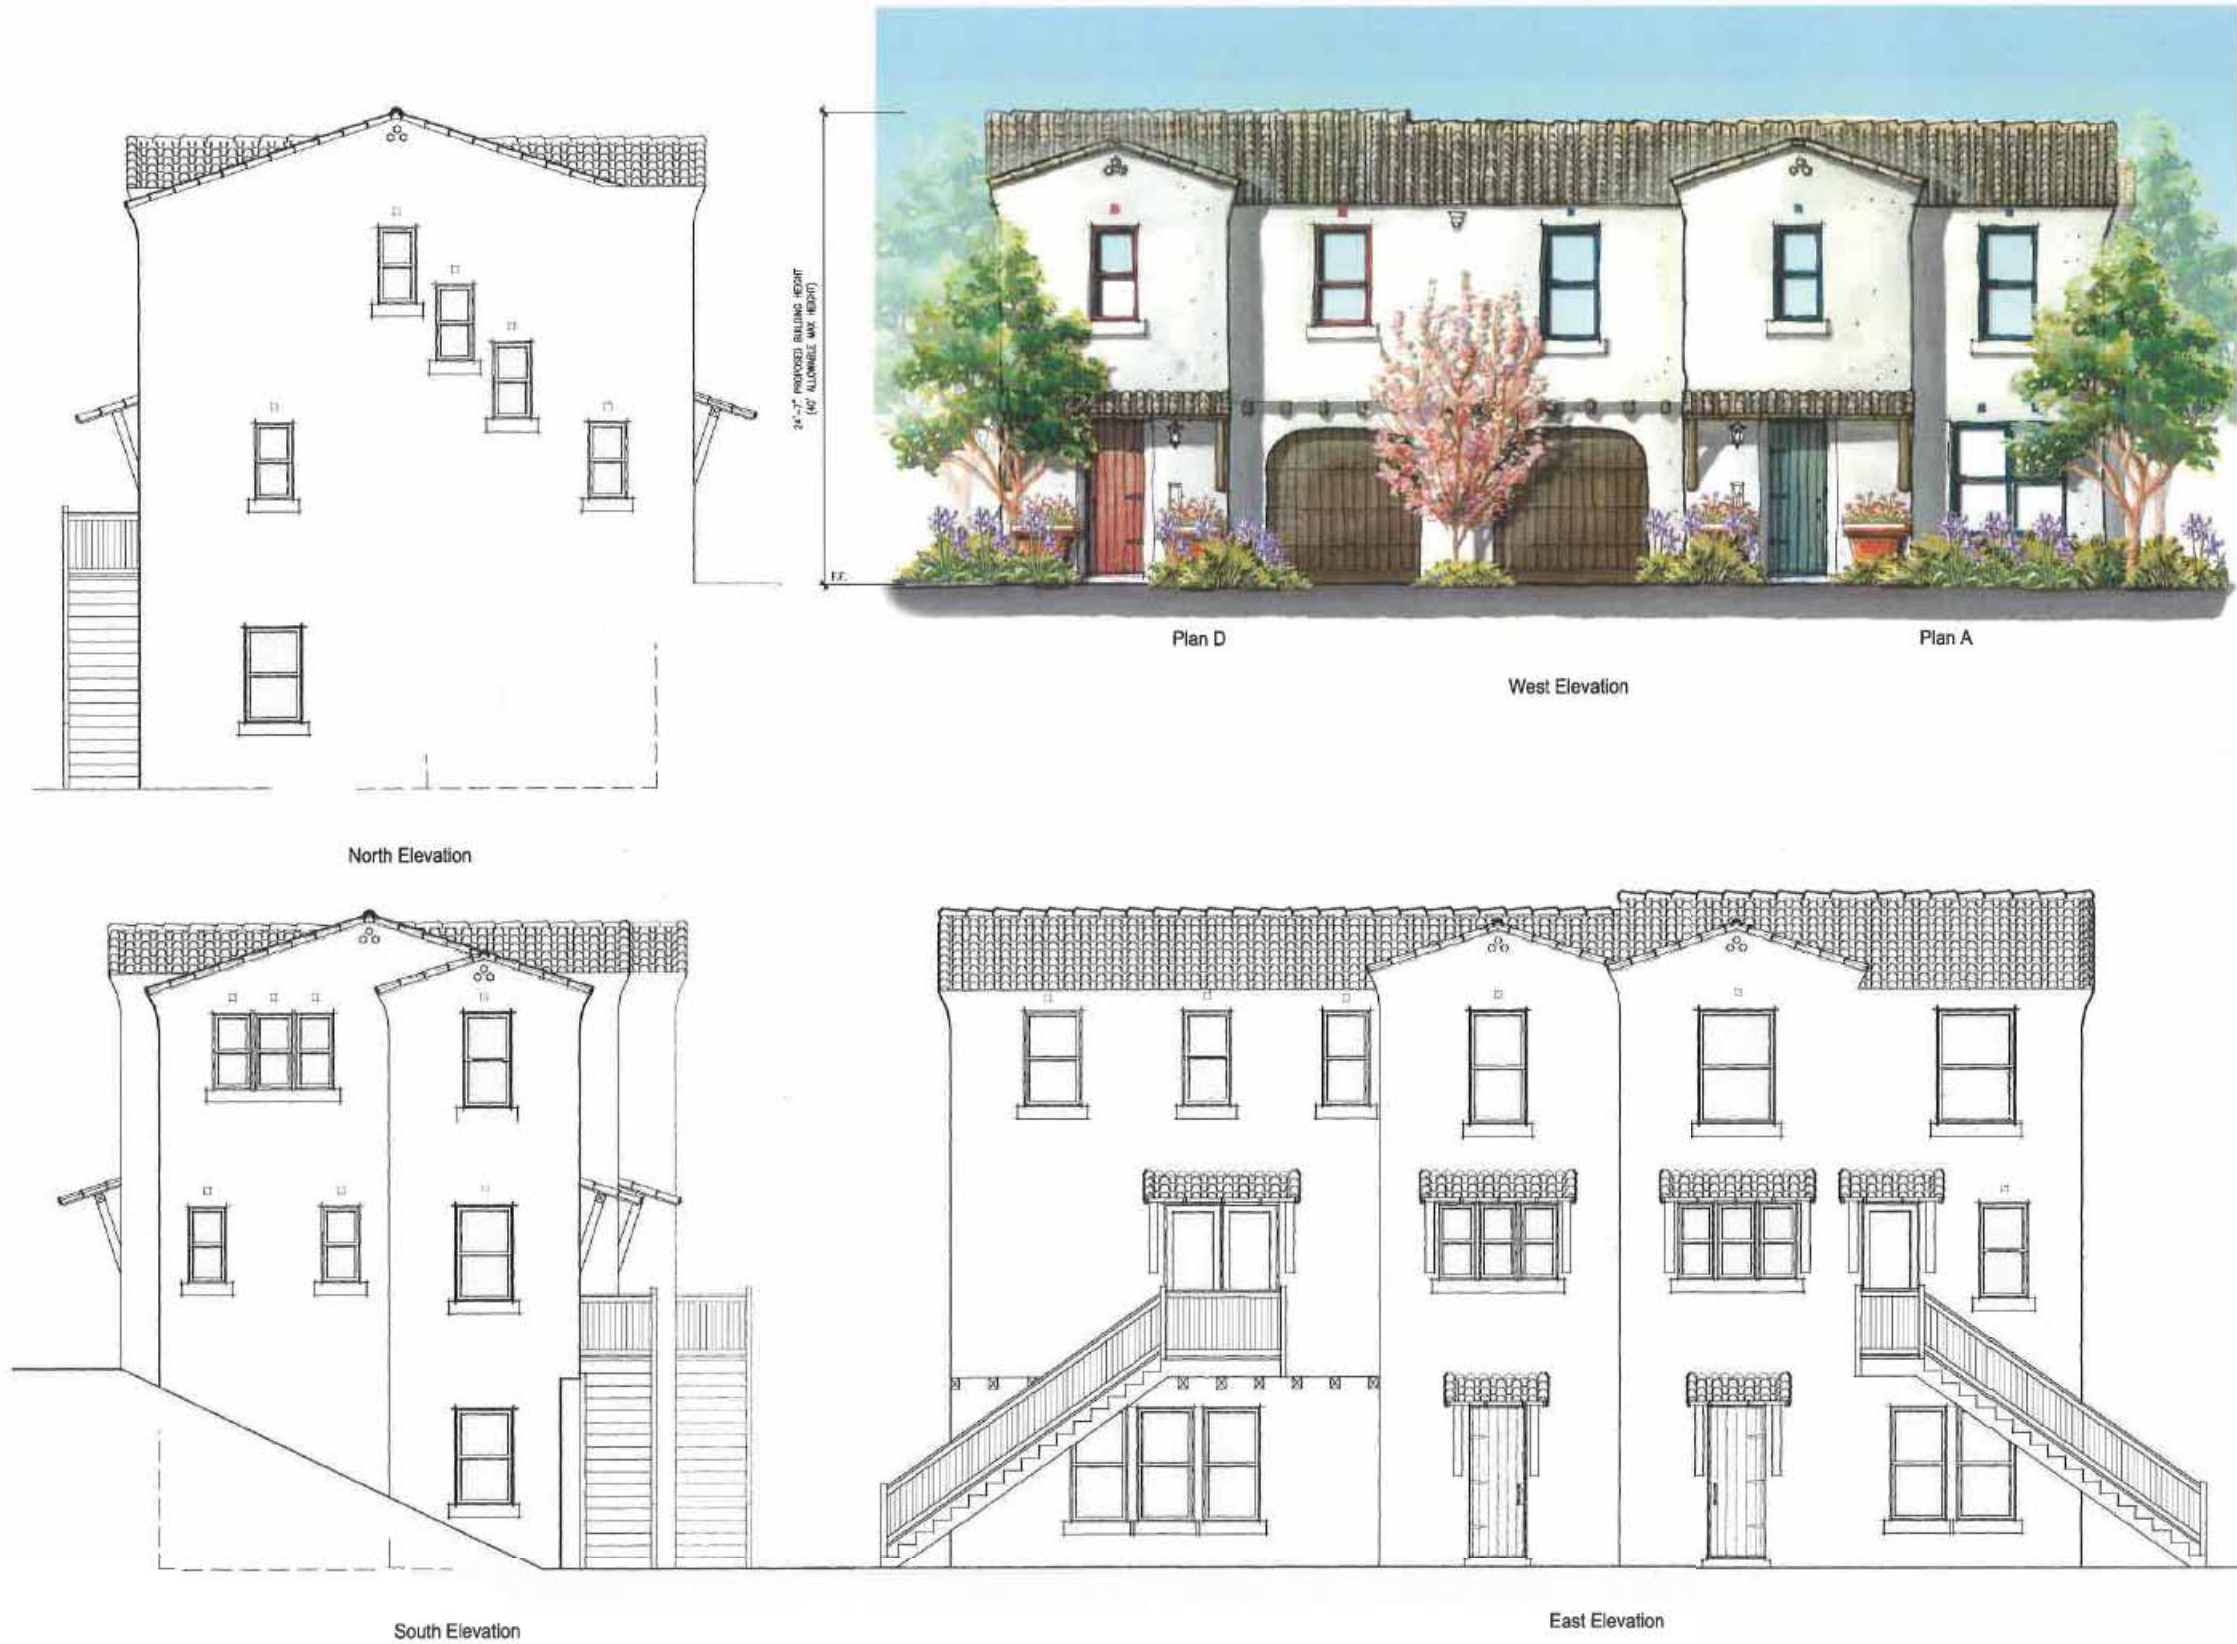 24'-7" PROPOSED BUILDING HEIGHT
(40' ALLOWABLE MAX HEIGHT)
F.F.
Plan D
Plan A
West Elevation
North Elevation
South Elevation
East Elevation